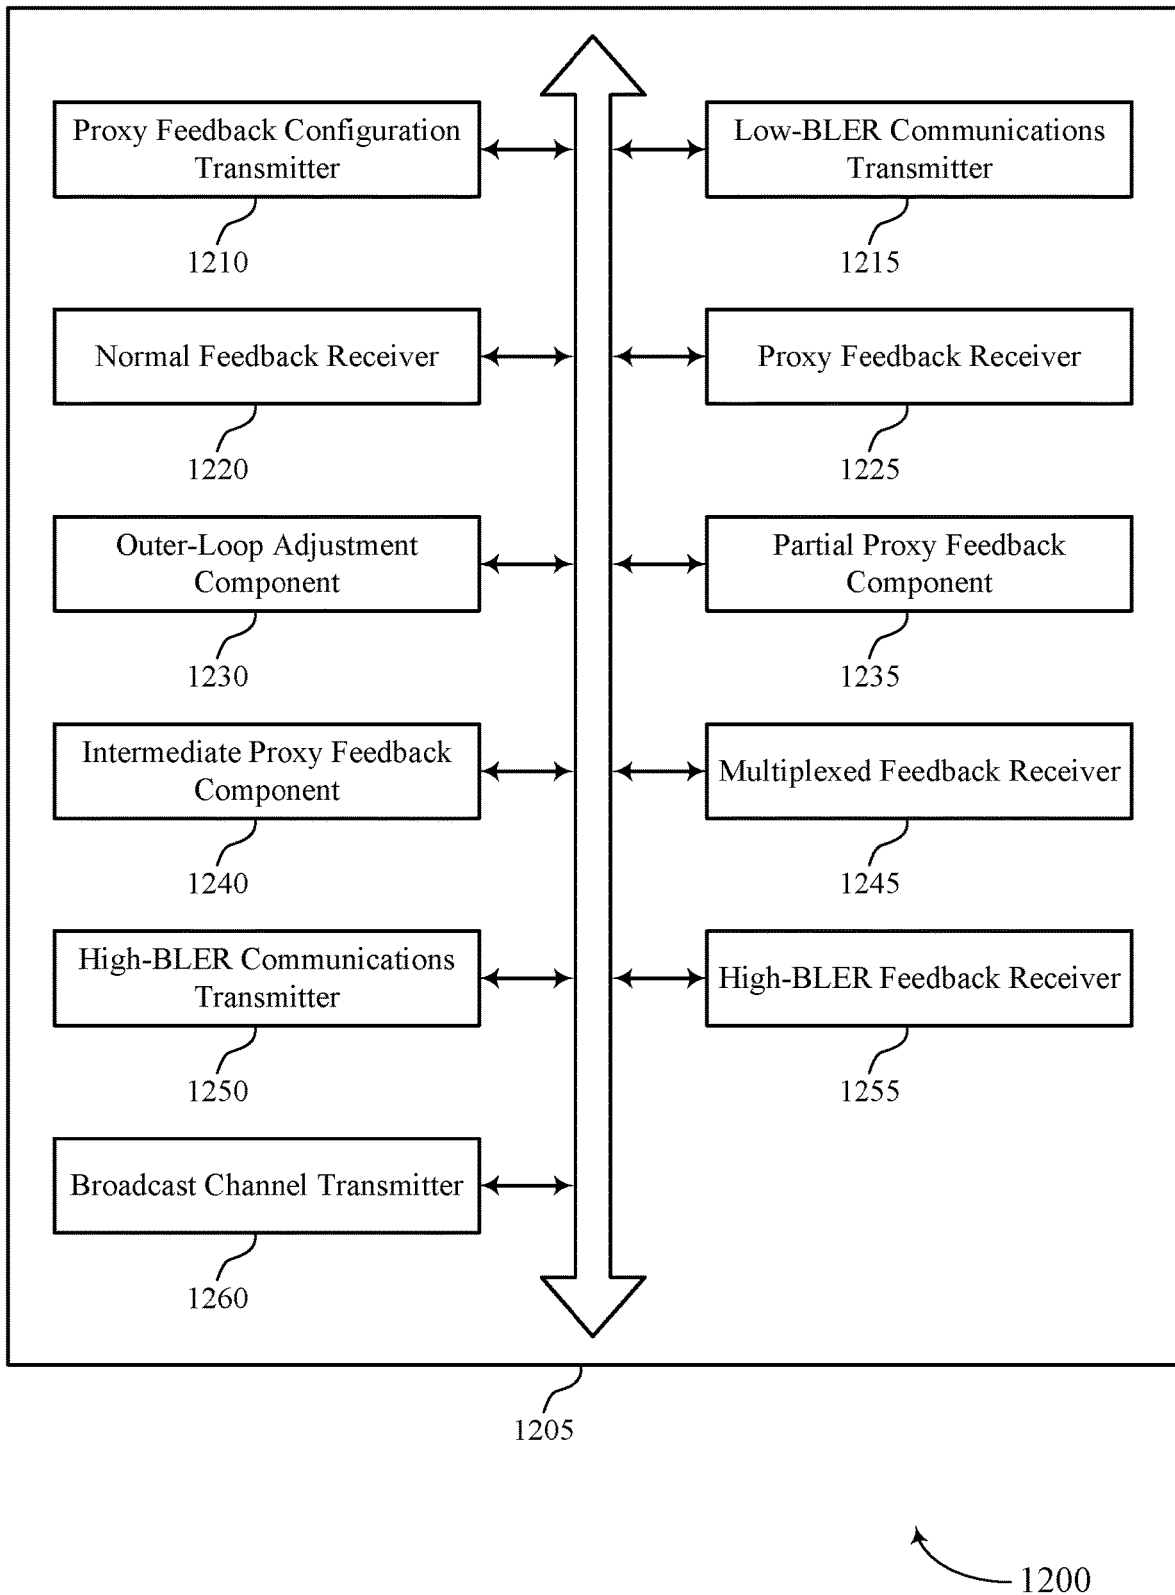 Proxy Feedback Configuration
Transmitter
1210
Low-BLER Communications
Transmitter
1215
Normal Feedback Receiver
1220
Proxy Feedback Receiver
1225
Outer-Loop Adjustment
Component
1230
Partial Proxy Feedback
Component
1235
Intermediate Proxy Feedback
Component
1240
Multiplexed Feedback Receiver
1245
High-BLER Communications
Transmitter
1250
High-BLER Feedback Receiver
1255
Broadcast Channel Transmitter
1260
1205
1200